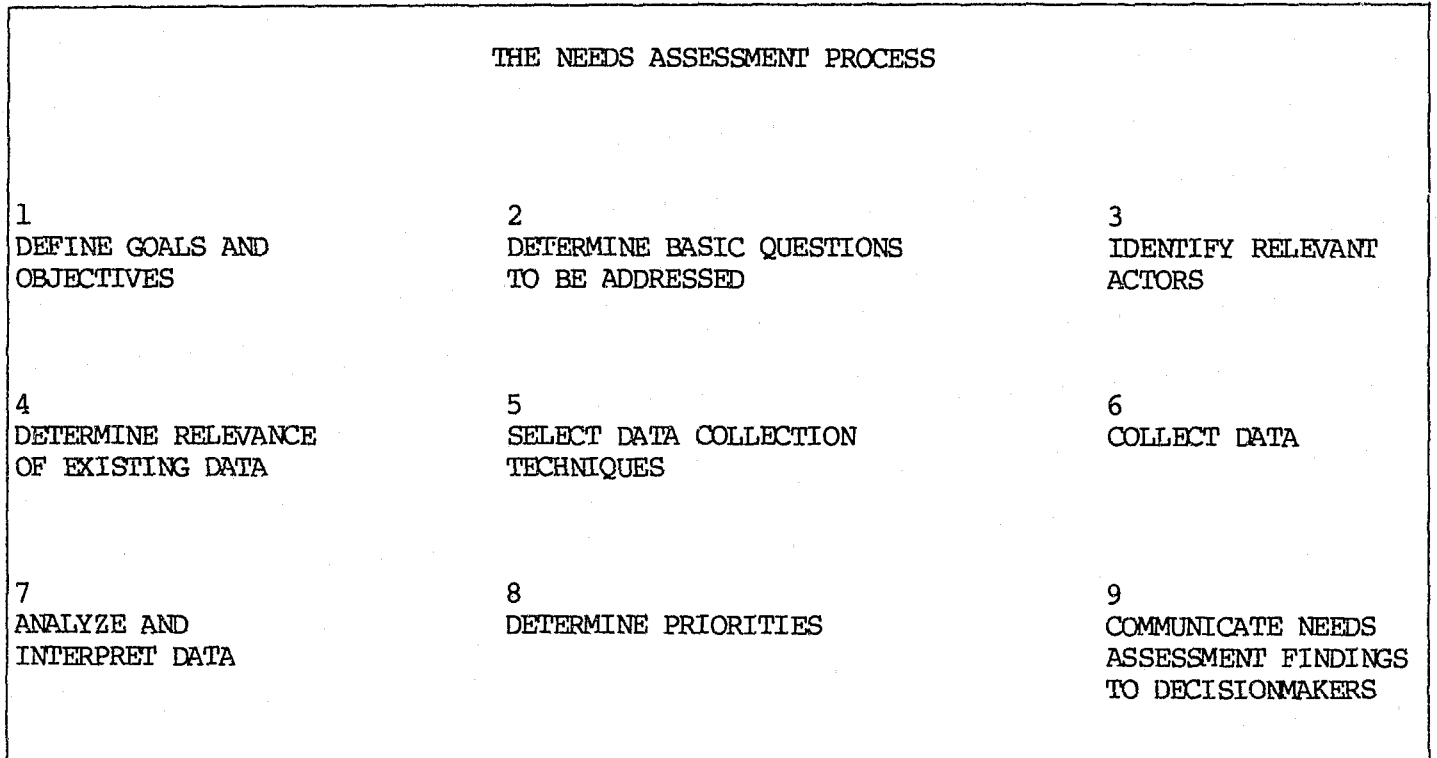 THE NEEDS ASSESSMENT PROCESS
1
DEFINE GOALS AND
OBJECTIVES
2
DETERMINE BASIC QUESTIONS
TO BE ADDRESSED
3
IDENTIFY RELEVANT
ACTORS
4
DETERMINE RELEVANCE
OF EXISTING DATA
5
SELECT DATA COLLECTION
TECHNIQUES
6
COLLECT DATA
7
ANALYZE AND
INTERPRET DATA
8
DETERMINE PRIORITIES
9
COMMUNICATE NEEDS
ASSESSMENT FINDINGS
TO DECISIONMAKERS